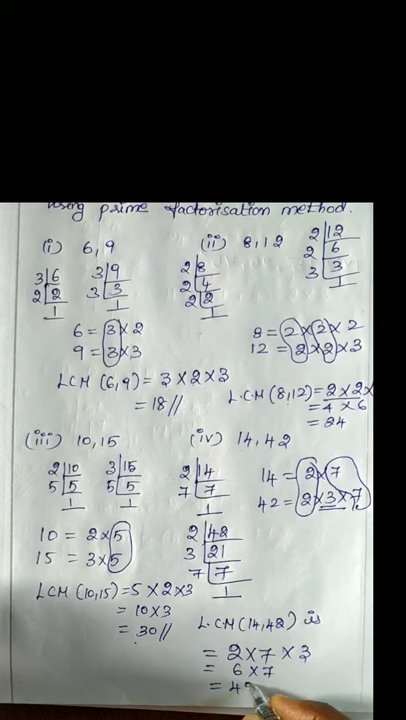 using prime factorisation method.
(i) 6, 9
3|6
2|2
1
3|9
3|3
1
6 = 3×2
9 = 3×3
LCM (6,9) = 3 × 2 × 3
= 18 //
(ii) 8, 12
2|8
2|4
2|2
1
2|12
2|6
3|3
1
8 = 2 × 2 × 2
12 = 2 × 2 × 3
L.C.M (8,12) = 2 × 2 ×
= 4 × 6
= 24
(iii) 10, 15
2|10
5|5
1
3|15
5|5
1
10 = 2×5
15 = 3×5
LCM (10,15) = 5 × 2 × 3
= 10 × 3
= 30 //
(iv) 14, 42
2|14
7|7
1
2|42
3|21
7|7
1
14 = 2 × 7
42 = 2 × 3 × 7
L.C.M (14,42) is
= 2 × 7 × 3
= 6 × 7
= 4